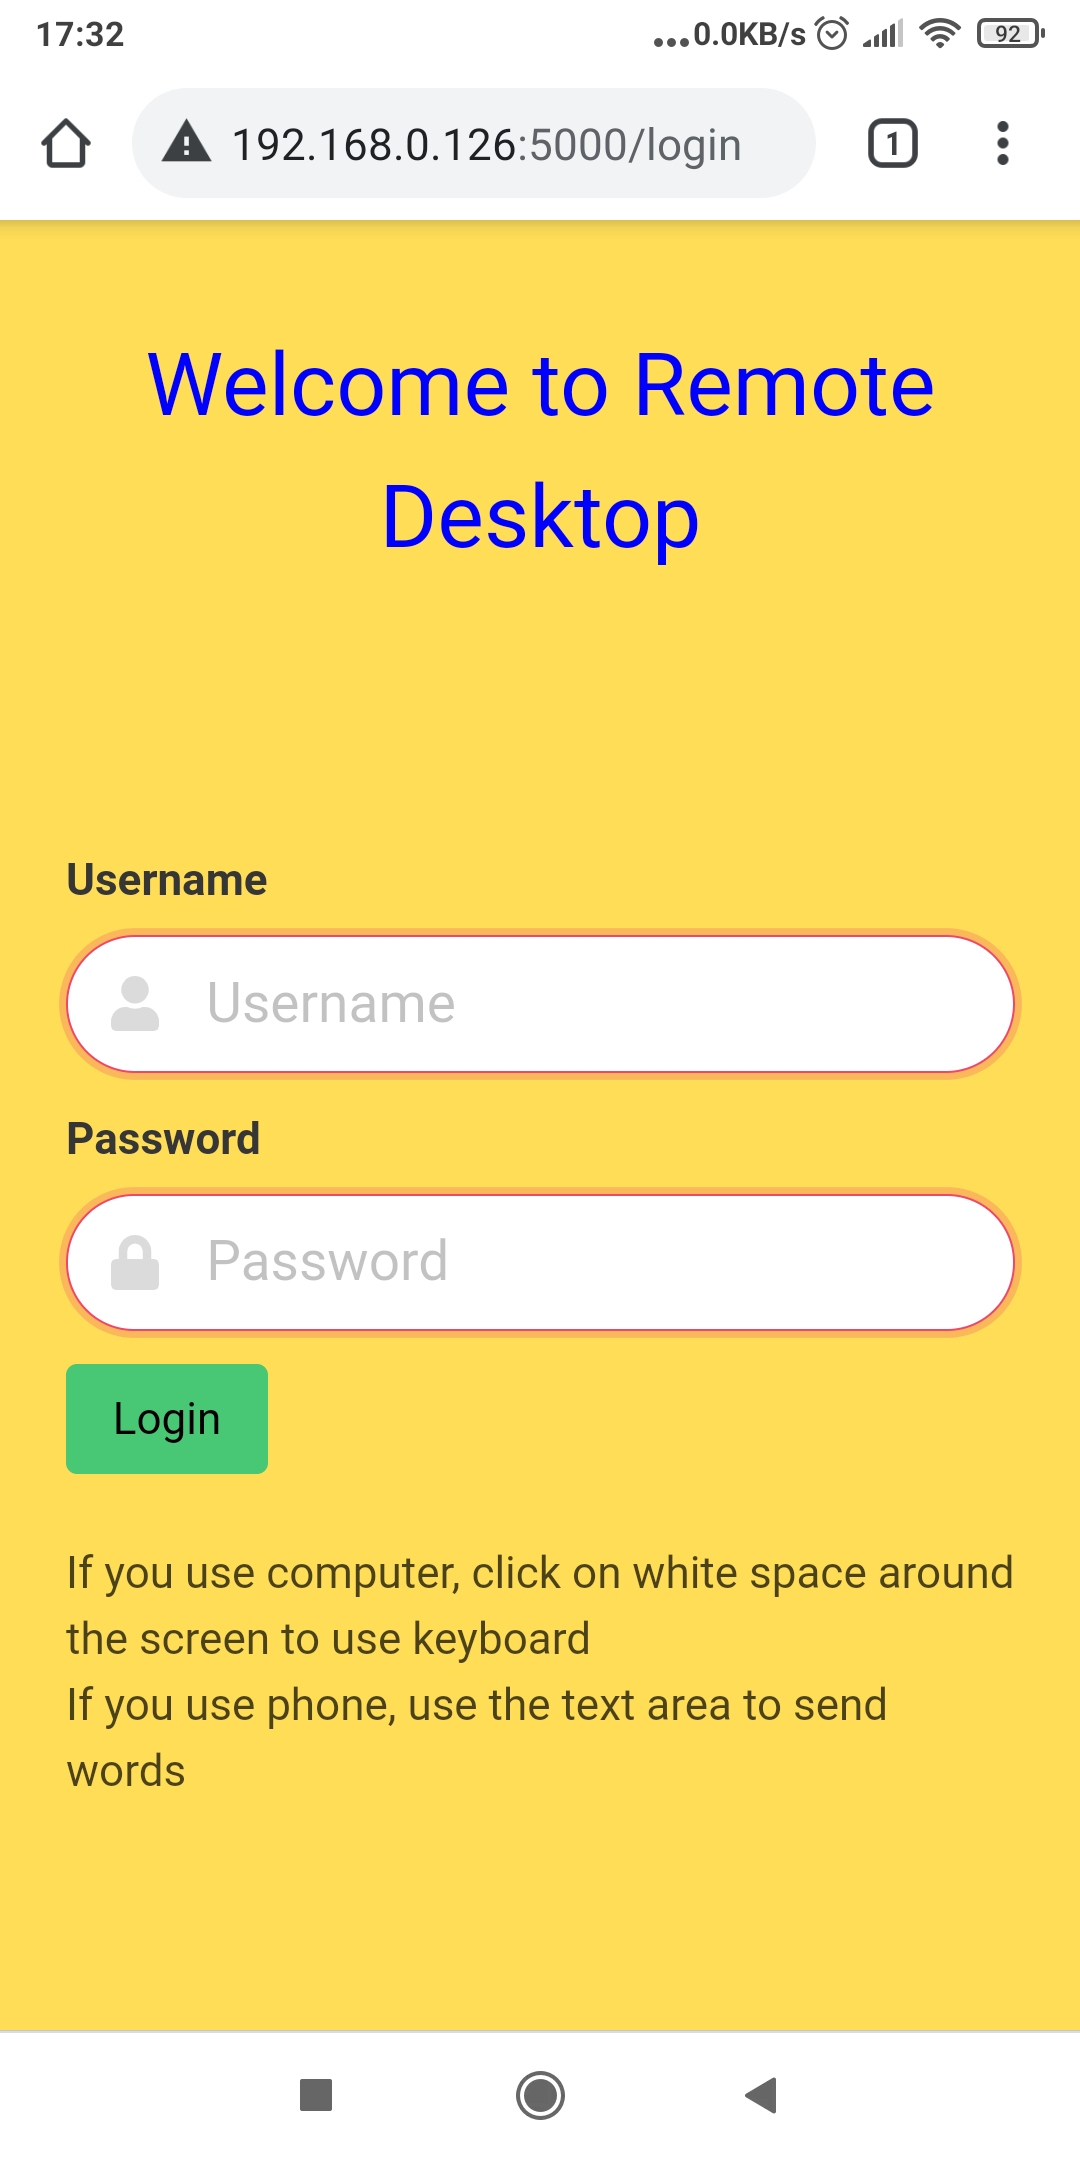 17:32
...0.0KB/s
92
192.168.0.126:5000/login
1
Welcome to Remote
Desktop
Username
Username
Password
Password
Login
If you use computer, click on white space around
the screen to use keyboard
If you use phone, use the text area to send
words